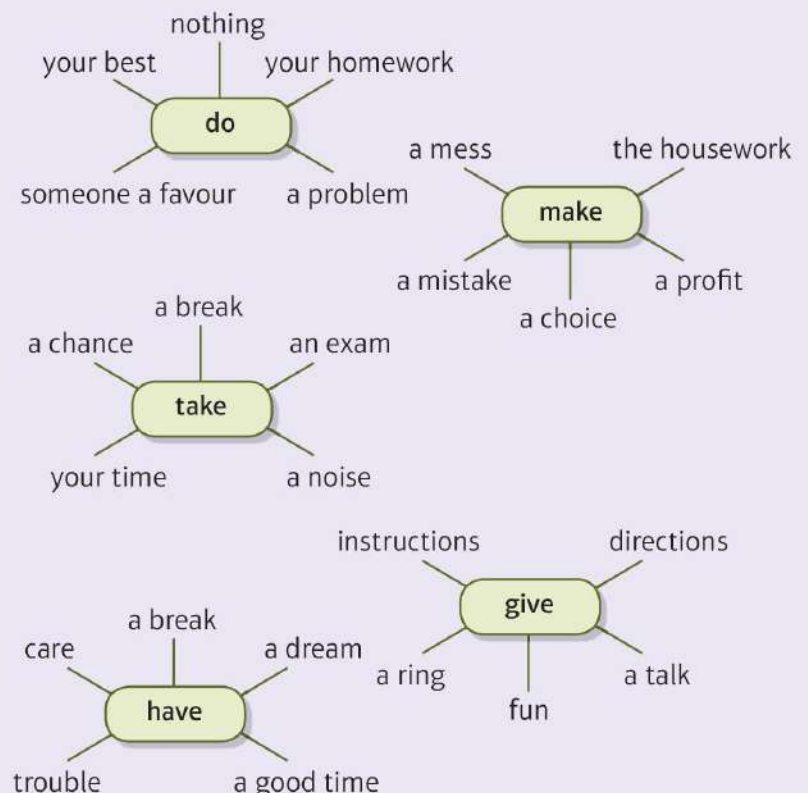 nothing
your best
your homework
do
someone a favour
a problem
a mess
the housework
make
a mistake
a profit
a choice
a break
a chance
an exam
take
your time
a noise
instructions
directions
give
a ring
a talk
fun
a break
care
a dream
have
trouble
a good time